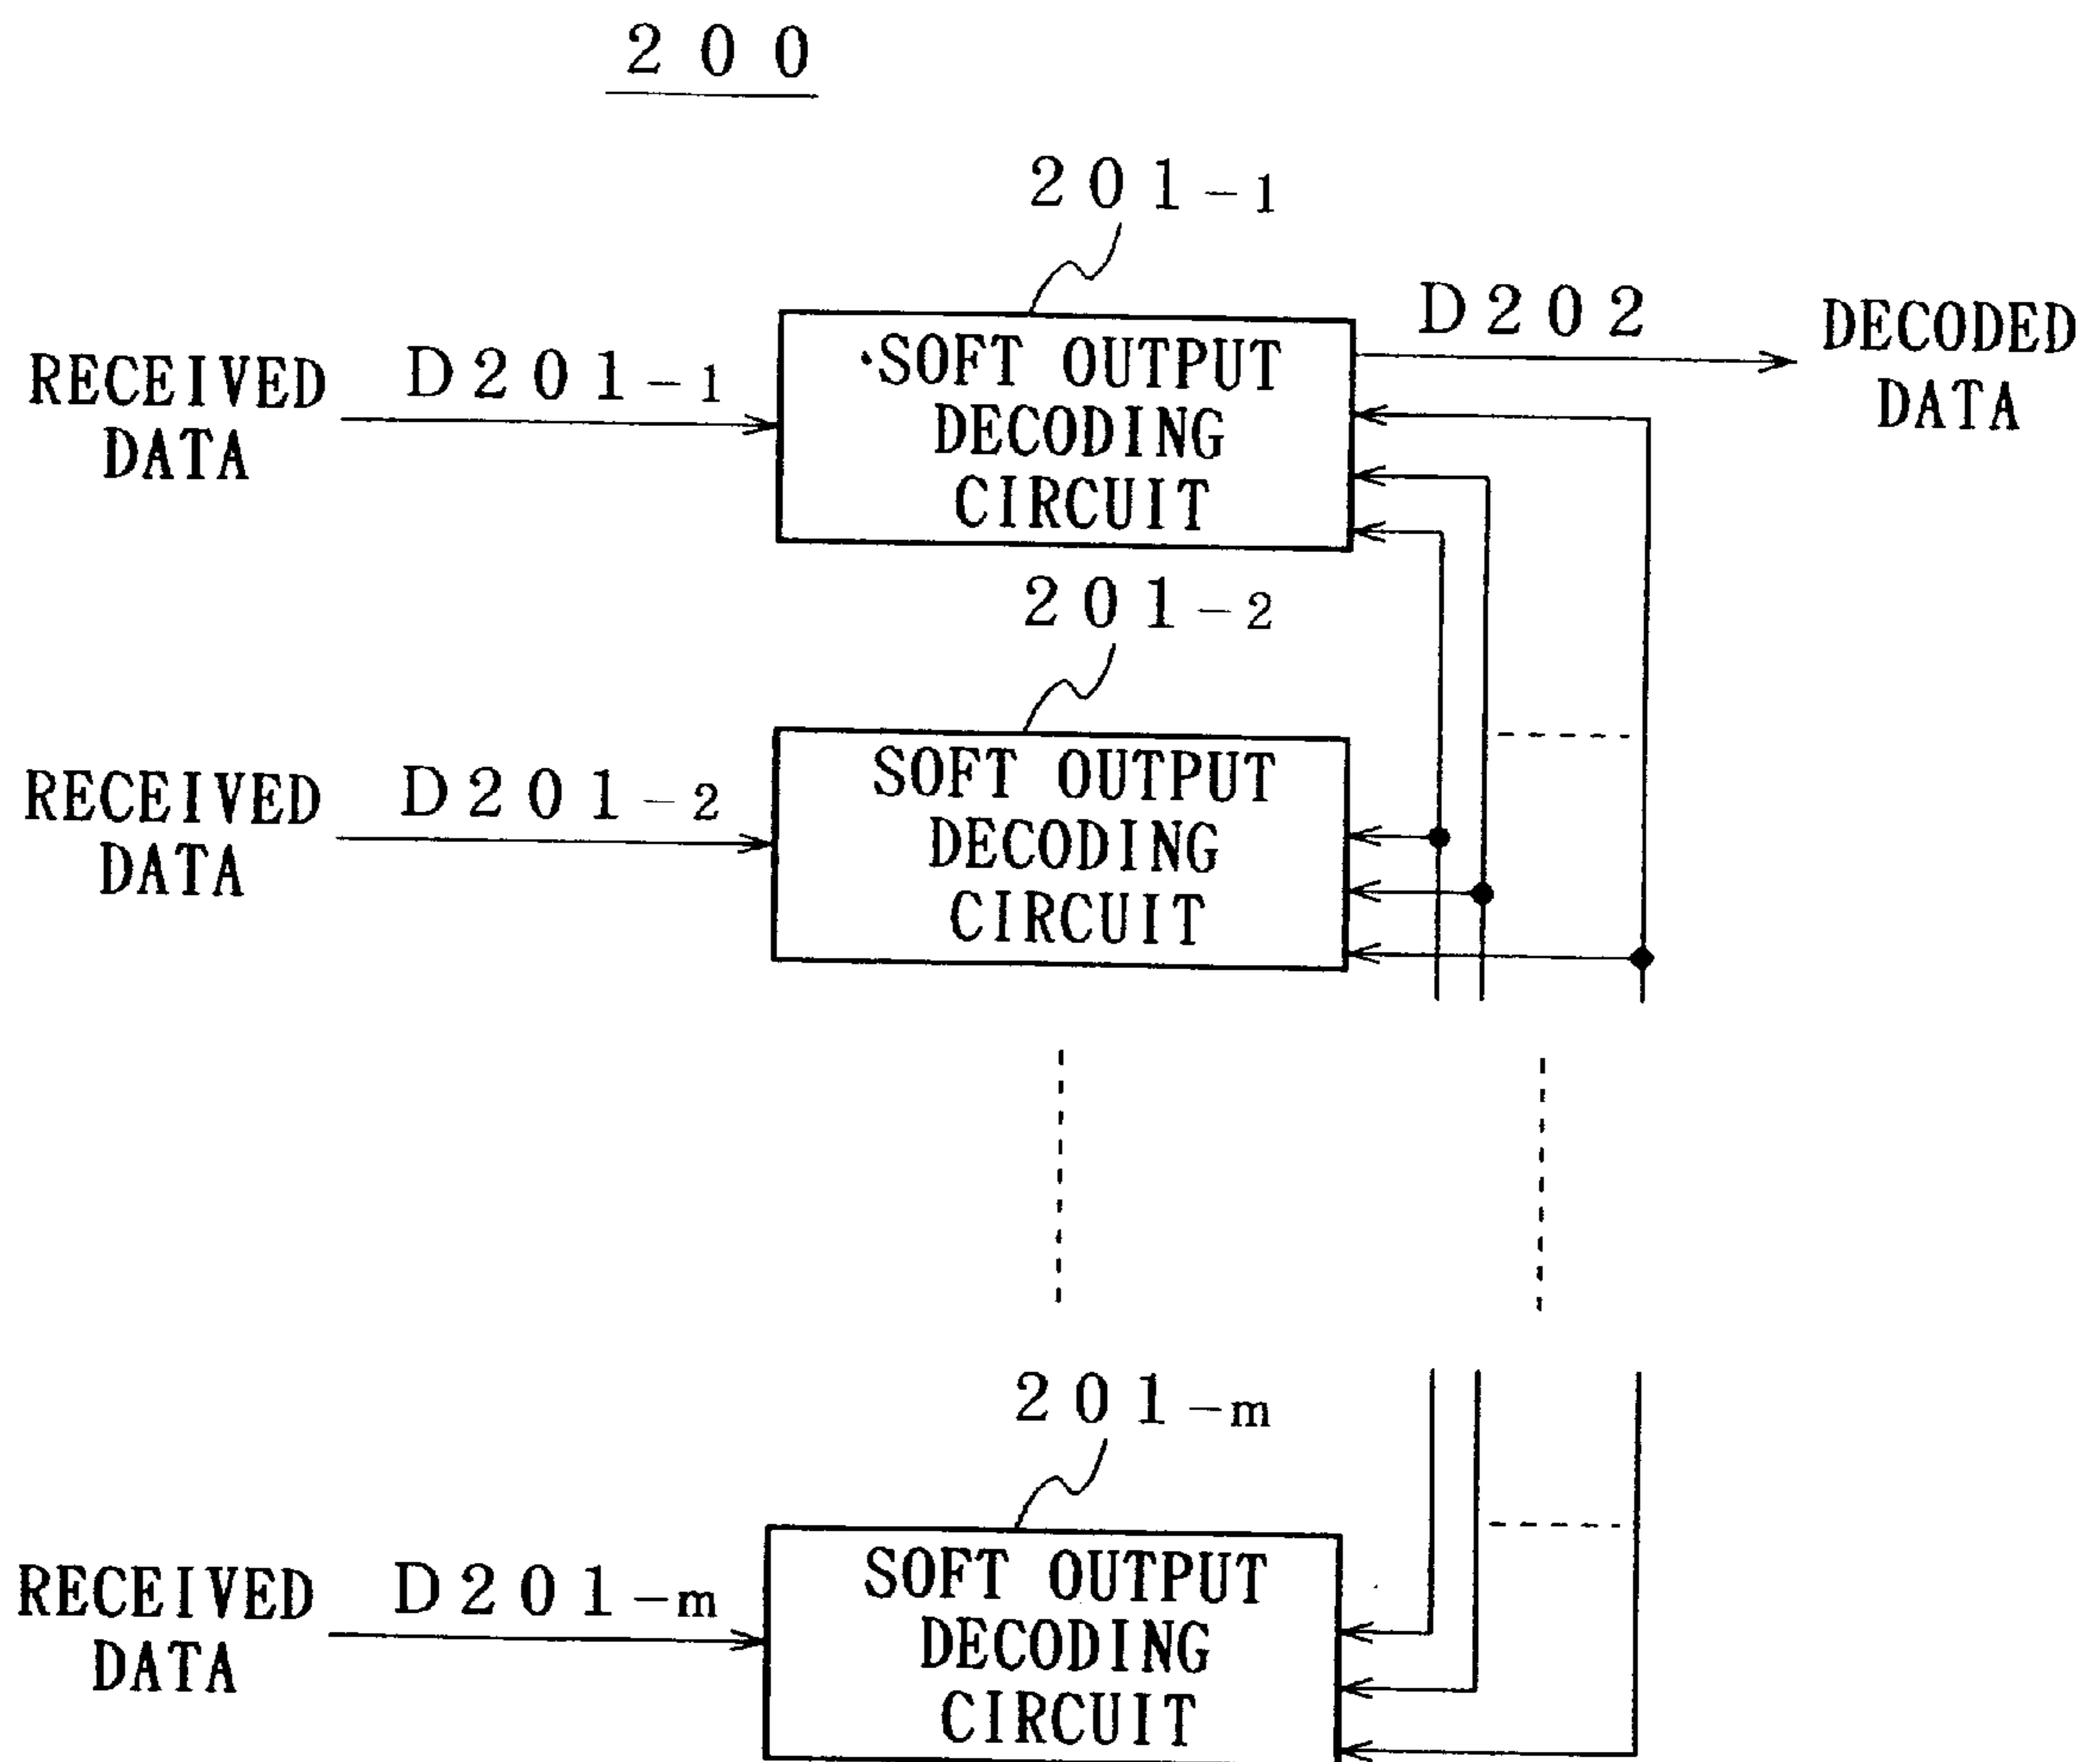 200
201-1
RECEIVED
DATA
D201-1
SOFT OUTPUT
DECODING
CIRCUIT
D202
DECODED
DATA
201-2
RECEIVED
DATA
D201-2
SOFT OUTPUT
DECODING
CIRCUIT
201-m
RECEIVED
DATA
D201-m
SOFT OUTPUT
DECODING
CIRCUIT